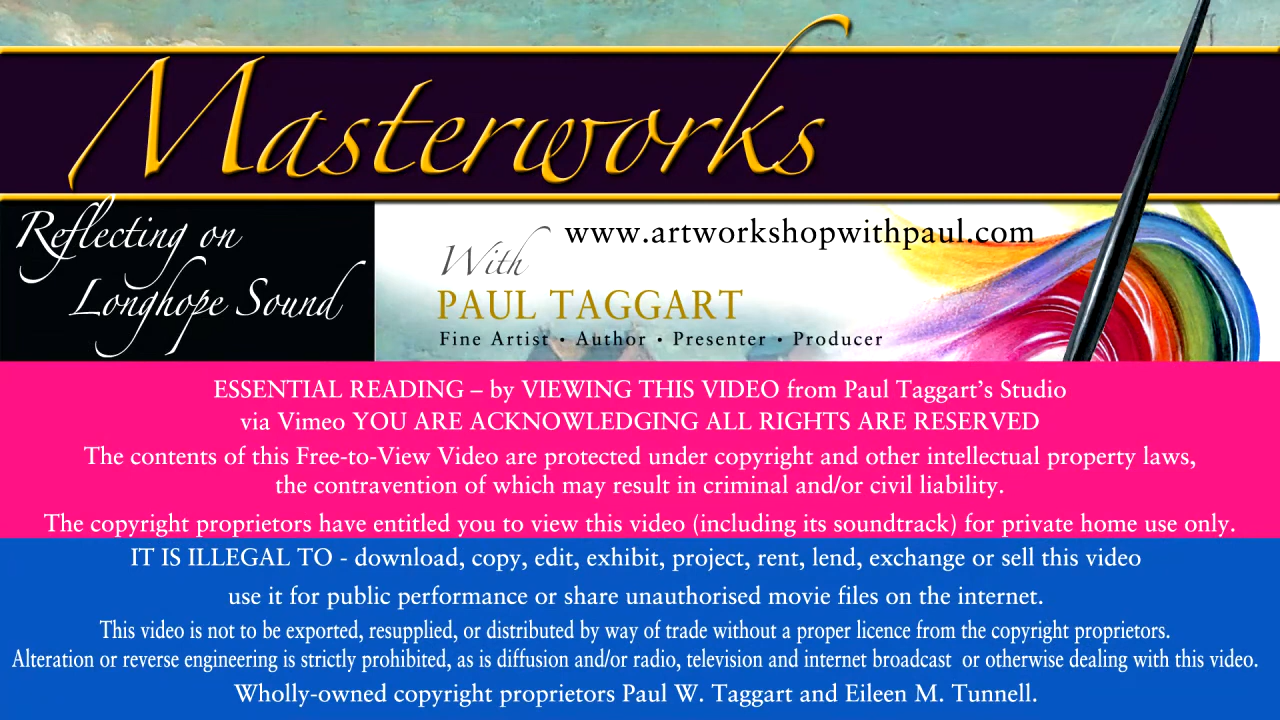 Masterworks
Reflecting on
Longhope Sound
www.artworkshopwithpaul.com
With
PAUL TAGGART
Fine Artist • Author • Presenter • Producer
ESSENTIAL READING – by VIEWING THIS VIDEO from Paul Taggart’s Studio
via Vimeo YOU ARE ACKNOWLEDGING ALL RIGHTS ARE RESERVED
The contents of this Free-to-View Video are protected under copyright and other intellectual property laws,
the contravention of which may result in criminal and/or civil liability.
The copyright proprietors have entitled you to view this video (including its soundtrack) for private home use only.
IT IS ILLEGAL TO - download, copy, edit, exhibit, project, rent, lend, exchange or sell this video
use it for public performance or share unauthorised movie files on the internet.
This video is not to be exported, resupplied, or distributed by way of trade without a proper licence from the copyright proprietors.
Alteration or reverse engineering is strictly prohibited, as is diffusion and/or radio, television and internet broadcast  or otherwise dealing with this video.
Wholly-owned copyright proprietors Paul W. Taggart and Eileen M. Tunnell.